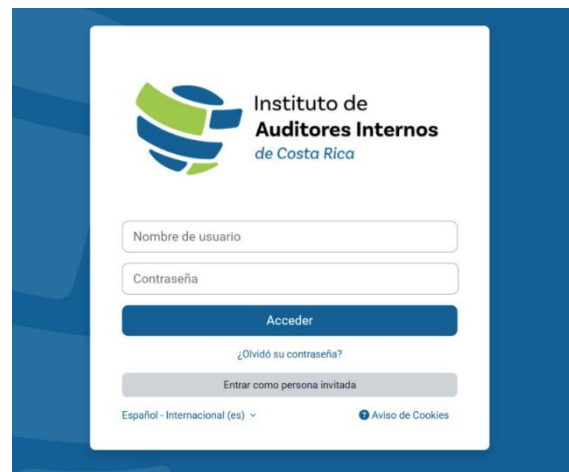 Instituto de
Auditores Internos
de Costa Rica
Nombre de usuario
Contraseña
Acceder
¿Olvidó su contraseña?
Entrar como persona invitada
Español - Internacional (es)
Aviso de Cookies